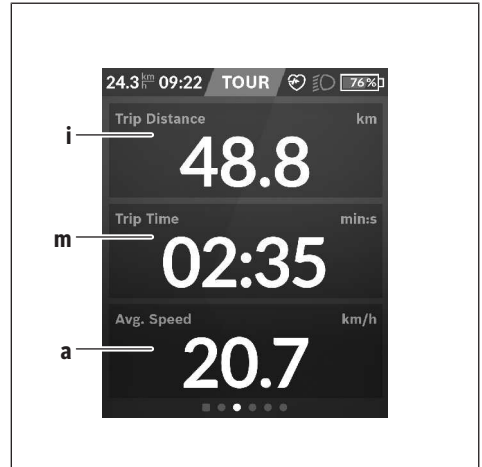 24.3 km/h 09:22 TOUR 76%
i Trip Distance km
48.8
m Trip Time min:s
02:35
a Avg. Speed km/h
20.7